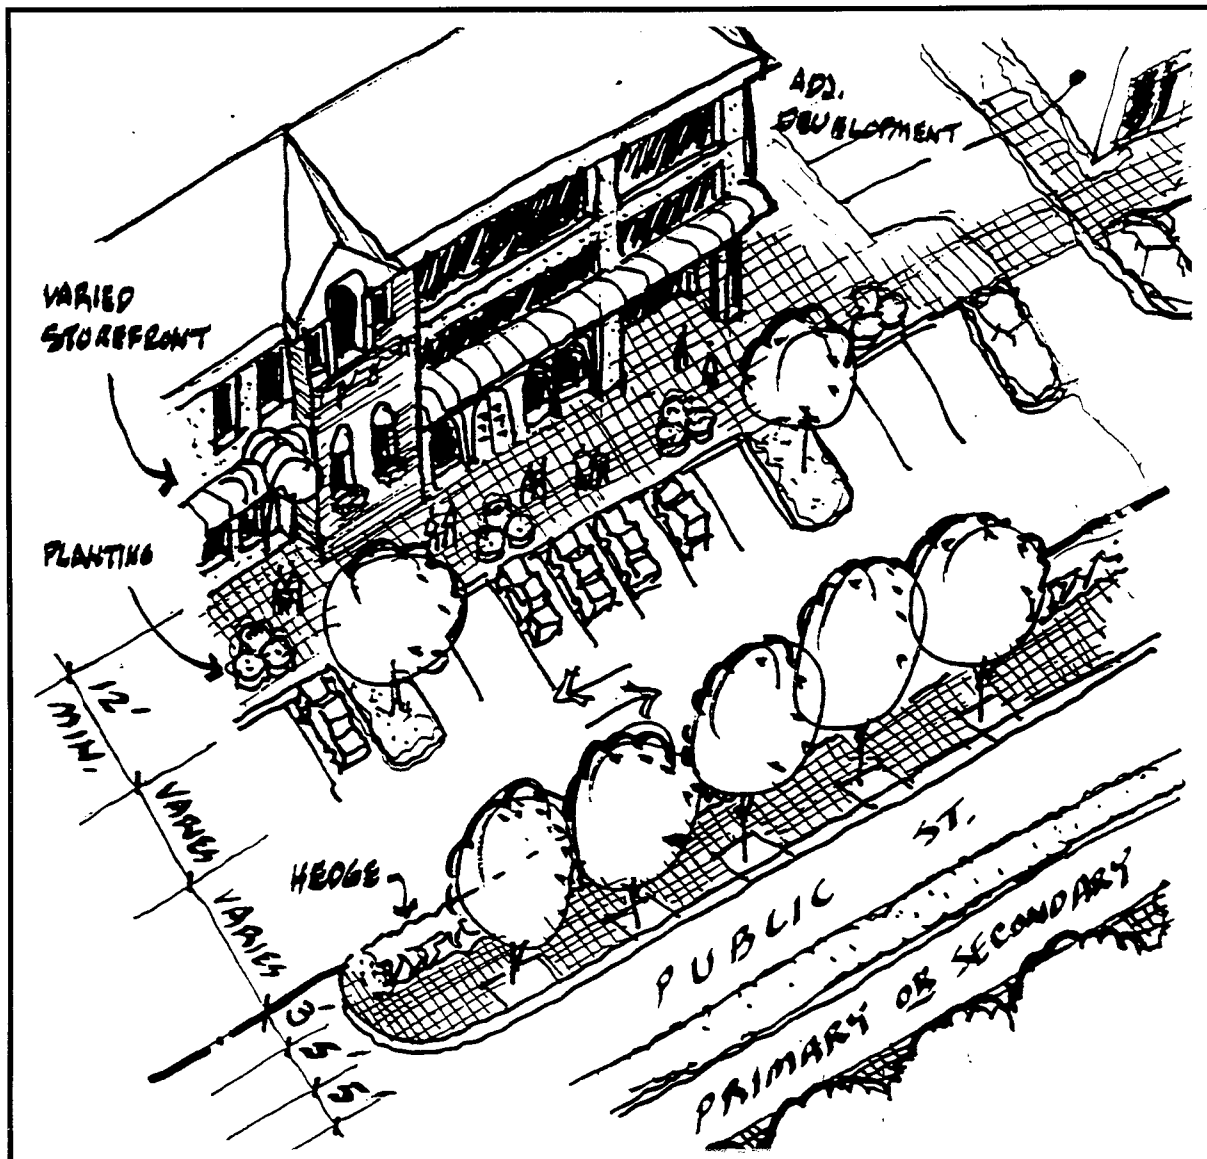 ADJ.
DEVELOPMENT
VARIED
STOREFRONT
PLANTING
12'
MIN.
VARIES
VARIES
HEDGE
3'
5'
5'
PUBLIC ST.
PRIMARY OR SECONDARY